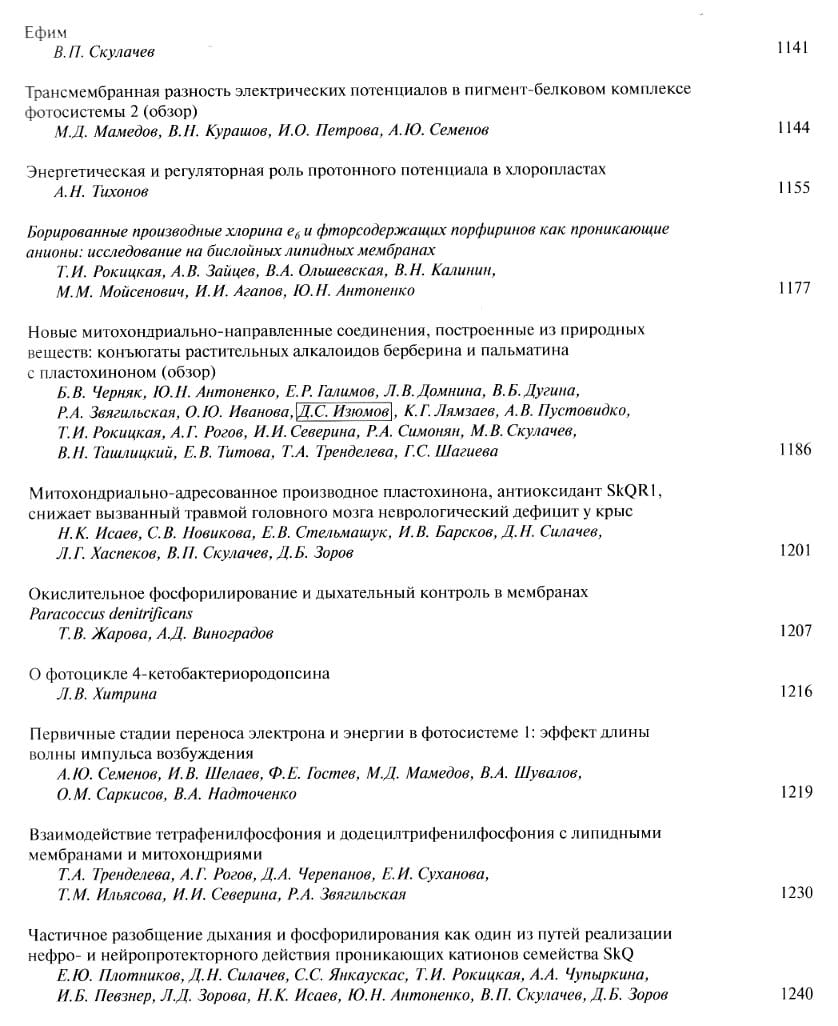 Ефим
В.П. Скулачев 1141
Трансмембранная разность электрических потенциалов в пигмент-белковом комплексе
фотосистемы 2 (обзор)
М.Д. Мамедов, В.Н. Курашов, И.О. Петрова, А.Ю. Семенов 1144
Энергетическая и регуляторная роль протонного потенциала в хлоропластах
А.Н. Тихонов 1155
Борированные производные хлорина e₆ и фторсодержащих порфиринов как проникающие
анионы: исследование на бислойных липидных мембранах
Т.И. Рокицкая, А.В. Зайцев, В.А. Ольшевская, В.Н. Калинин,
М.М. Мойсенович, И.И. Агапов, Ю.Н. Антоненко 1177
Новые митохондриально-направленные соединения, построенные из природных
веществ: конъюгаты растительных алкалоидов берберина и пальматина
с пластохиноном (обзор)
Б.В. Черняк, Ю.Н. Антоненко, Е.Р. Галимов, Л.В. Домнина, В.Б. Дугина,
Р.А. Звягильская, О.Ю. Иванова, Д.С. Изюмов, К.Г. Лямзаев, А.В. Пустовидко,
Т.И. Рокицкая, А.Г. Рогов, И.И. Северина, Р.А. Симонян, М.В. Скулачев,
В.Н. Ташлицкий, Е.В. Титова, Т.А. Тренделева, Г.С. Шагиева 1186
Митохондриально-адресованное производное пластохинона, антиоксидант SkQR1,
снижает вызванный травмой головного мозга неврологический дефицит у крыс
Н.К. Исаев, С.В. Новикова, Е.В. Стельмашук, И.В. Барсков, Д.Н. Силачев,
Л.Г. Хаспеков, В.П. Скулачев, Д.Б. Зоров 1201
Окислительное фосфорилирование и дыхательный контроль в мембранах
Paracoccus denitrificans
Т.В. Жарова, А.Д. Виноградов 1207
О фотоцикле 4-кетобактериородопсина
Л.В. Хитрина 1216
Первичные стадии переноса электрона и энергии в фотосистеме 1: эффект длины
волны импульса возбуждения
А.Ю. Семенов, И.В. Шелаев, Ф.Е. Гостев, М.Д. Мамедов, В.А. Шувалов,
О.М. Саркисов, В.А. Надточенко 1219
Взаимодействие тетрафенилфосфония и додецилтрифенилфосфония с липидными
мембранами и митохондриями
Т.А. Тренделева, А.Г. Рогов, Д.А. Черепанов, Е.И. Суханова,
Т.М. Ильясова, И.И. Северина, Р.А. Звягильская 1230
Частичное разобщение дыхания и фосфорилирования как один из путей реализации
нефро- и нейропротекторного действия проникающих катионов семейства SkQ
Е.Ю. Плотников, Д.Н. Силачев, С.С. Янкаускас, Т.И. Рокицкая, А.А. Чупыркина,
И.Б. Певзнер, Л.Д. Зорова, Н.К. Исаев, Ю.Н. Антоненко, В.П. Скулачев, Д.Б. Зоров 1240